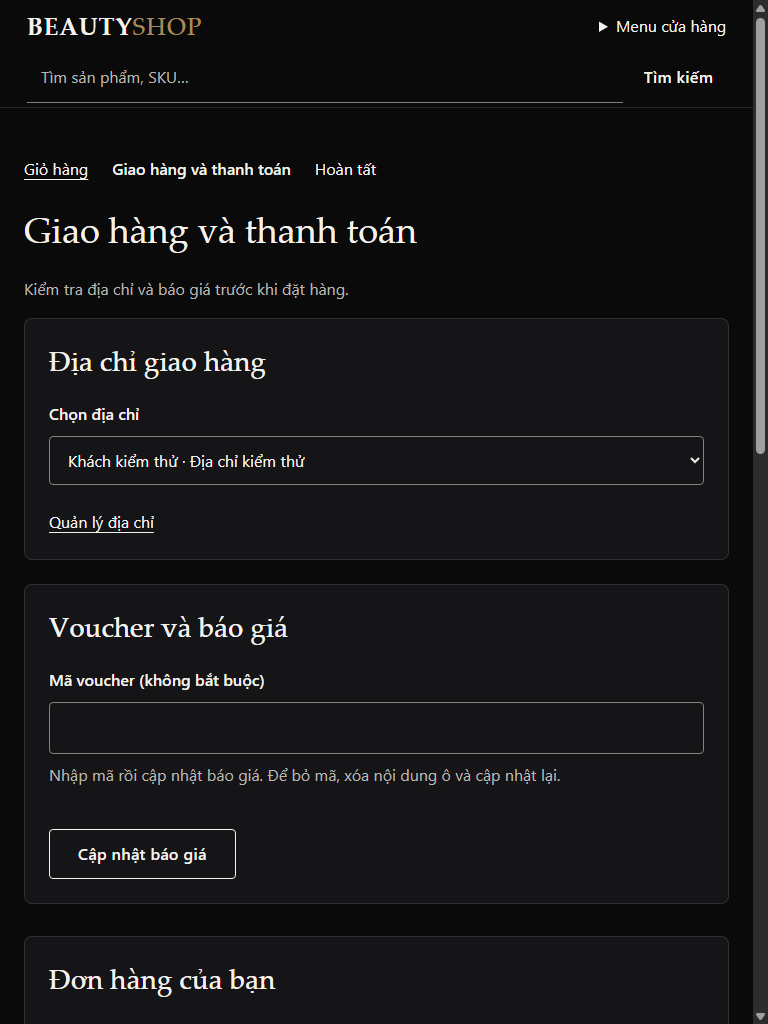 BEAUTYSHOP
▶ Menu cửa hàng
Tìm sản phẩm, SKU...
Tìm kiếm
Giỏ hàng
Giao hàng và thanh toán
Hoàn tất
Giao hàng và thanh toán
Kiểm tra địa chỉ và báo giá trước khi đặt hàng.
Địa chỉ giao hàng
Chọn địa chỉ
Khách kiểm thử · Địa chỉ kiểm thử
Quản lý địa chỉ
Voucher và báo giá
Mã voucher (không bắt buộc)
Nhập mã rồi cập nhật báo giá. Để bỏ mã, xóa nội dung ô và cập nhật lại.
Cập nhật báo giá
Đơn hàng của bạn